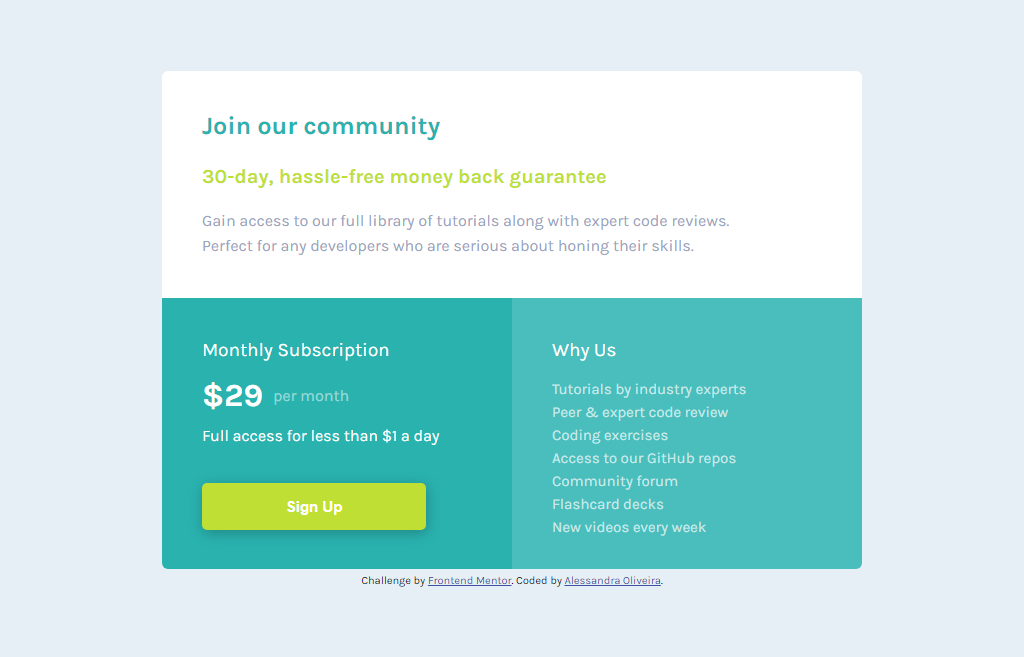 Join our community
30-day, hassle-free money back guarantee
Gain access to our full library of tutorials along with expert code reviews.
Perfect for any developers who are serious about honing their skills.
Monthly Subscription
$29 per month
Full access for less than $1 a day
Sign Up
Why Us
Tutorials by industry experts
Peer & expert code review
Coding exercises
Access to our GitHub repos
Community forum
Flashcard decks
New videos every week
Challenge by Frontend Mentor. Coded by Alessandra Oliveira.